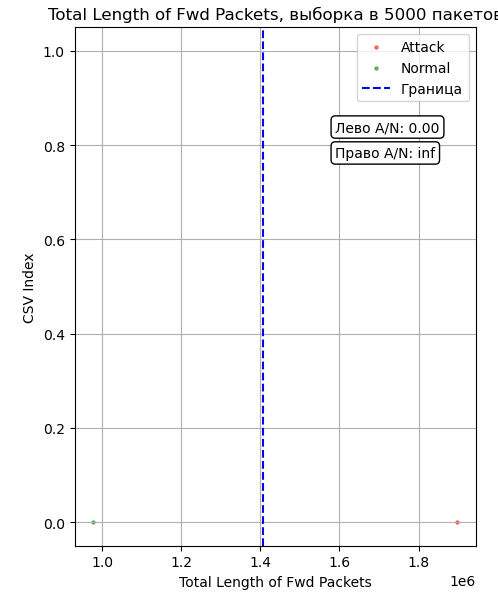 Total Length of Fwd Packets, выборка в 5000 пакетов
1.0
0.8
0.6
0.4
0.2
0.0
CSV Index
Attack
Normal
Граница
Лево A/N: 0.00
Право A/N: inf
1.0
1.2
1.4
1.6
1.8
1e6
Total Length of Fwd Packets